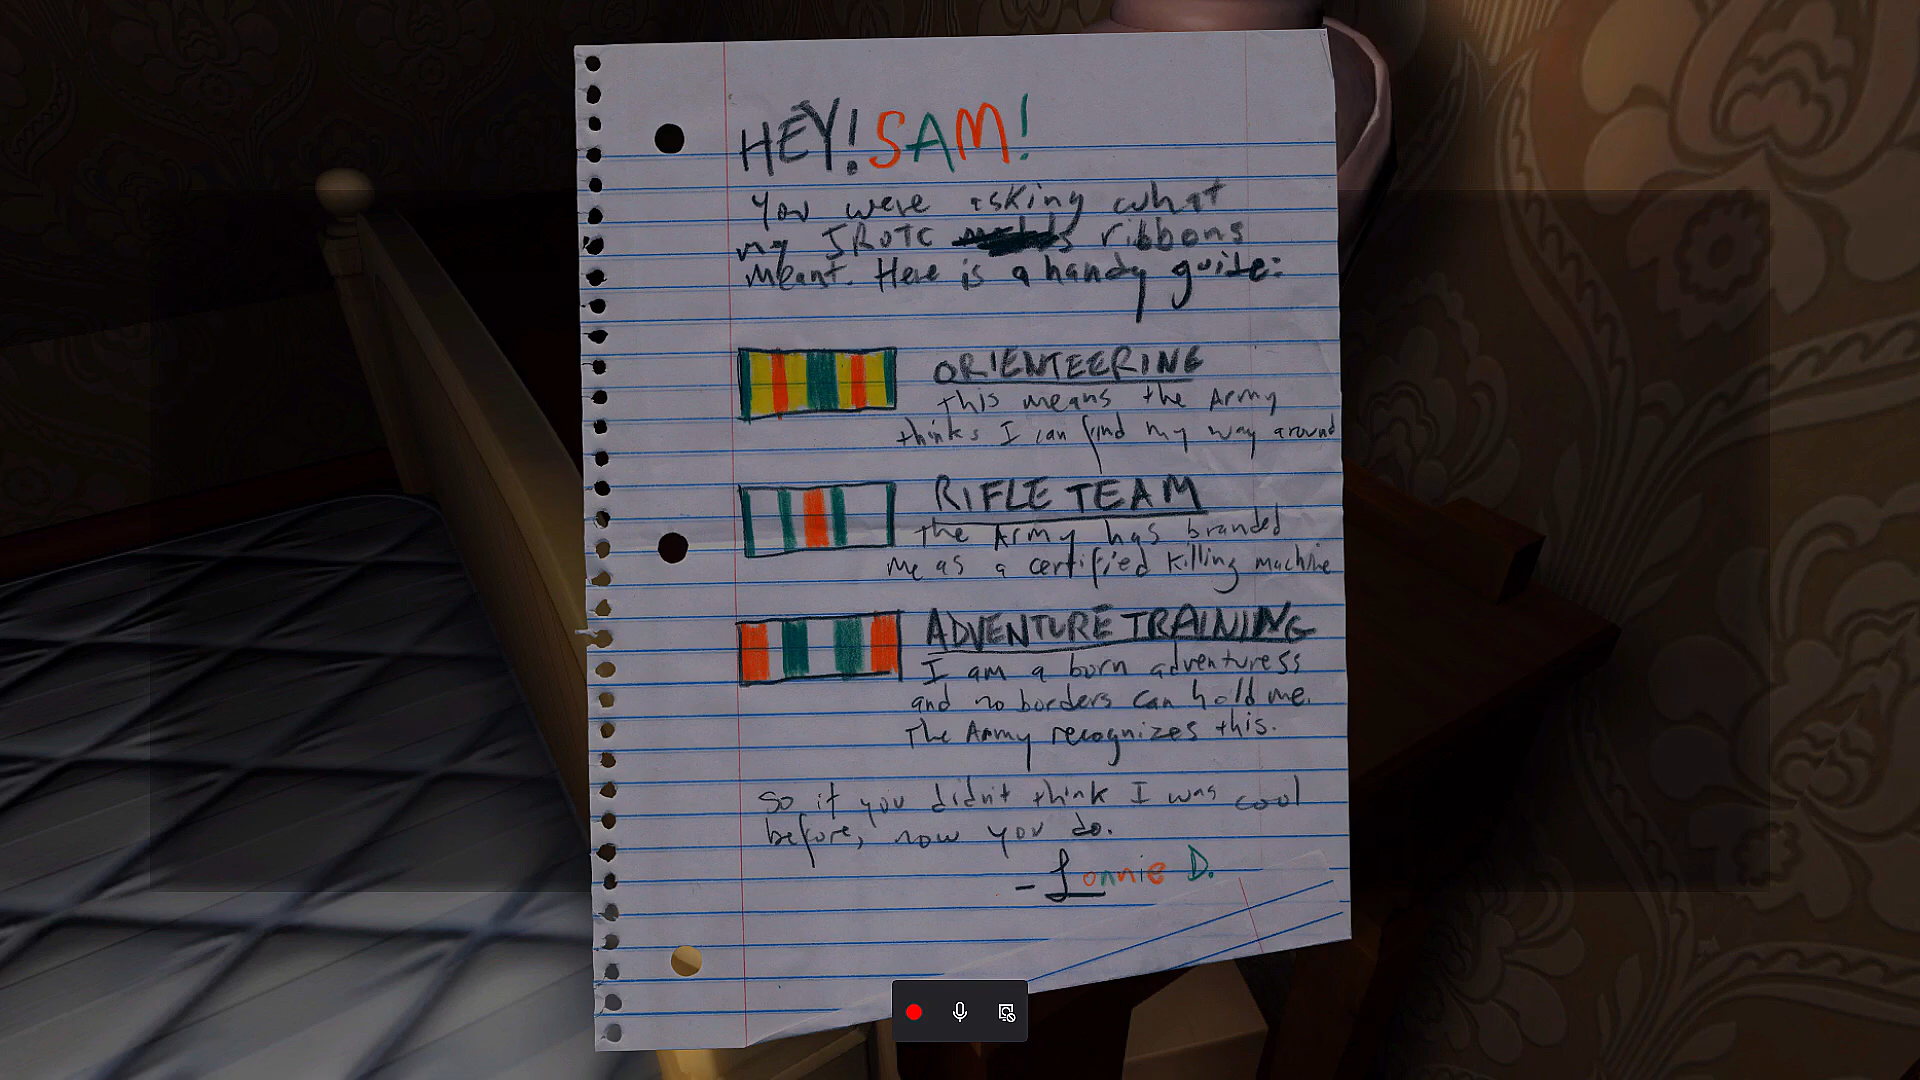 HEY! SAM!
You were asking what
my JROTC ribbons
meant. Here is a handy guide:
ORIENTEERING
this means the Army
thinks I can find my way around
RIFLE TEAM
the Army has branded
me as a certified killing machine
ADVENTURE TRAINING
I am a born adventuress
and no borders can hold me.
The Army recognizes this.
So if you didn't think I was cool
before, now you do.
- Lonnie D.